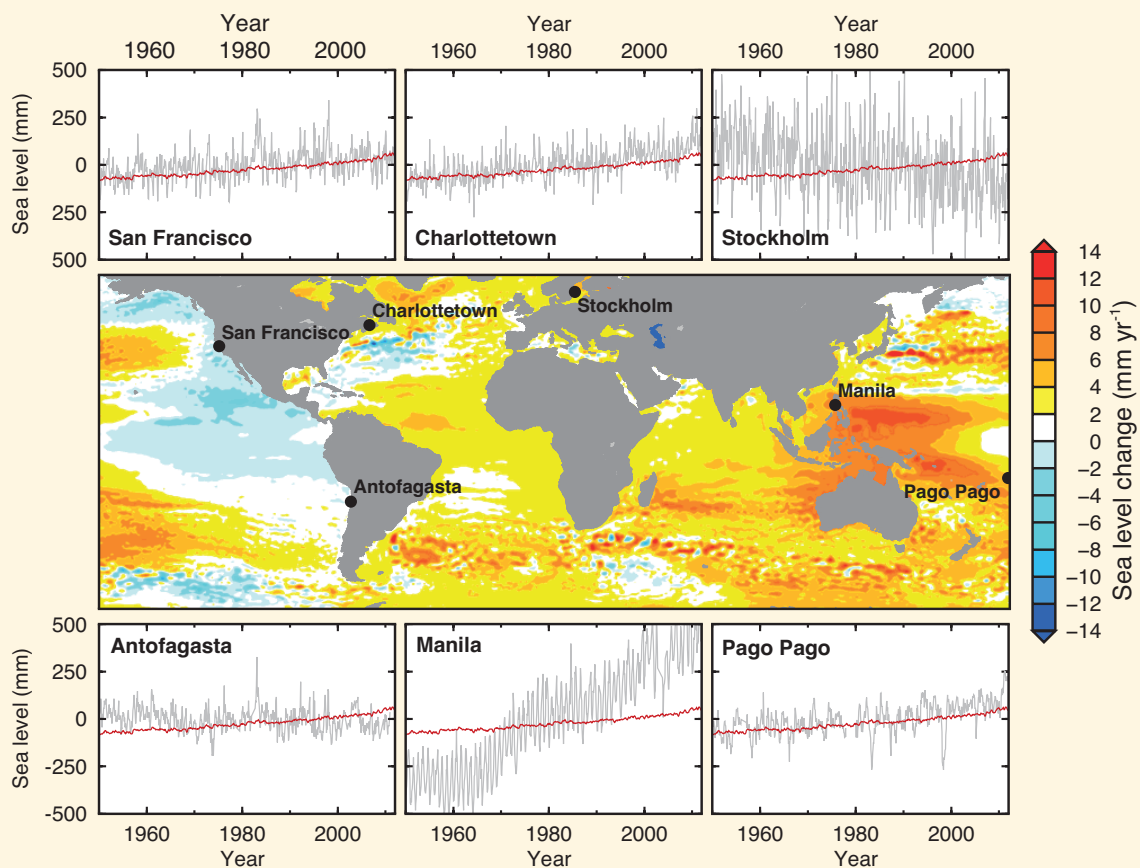 Year
Year
Year
1960 1980 2000
1960 1980 2000
1960 1980 2000
Sea level (mm)
500
250
0
250
500
San Francisco
Charlottetown
Stockholm
San Francisco
Charlottetown
Stockholm
Manila
Antofagasta
Pago Pago
14
12
10
8
6
4
2
0
−2
−4
−6
−8
−10
−12
−14
Sea level change (mm yr-1)
Sea level (mm)
500
250
0
-250
-500
Antofagasta
Manila
Pago Pago
1960 1980 2000
1960 1980 2000
1960 1980 2000
Year
Year
Year